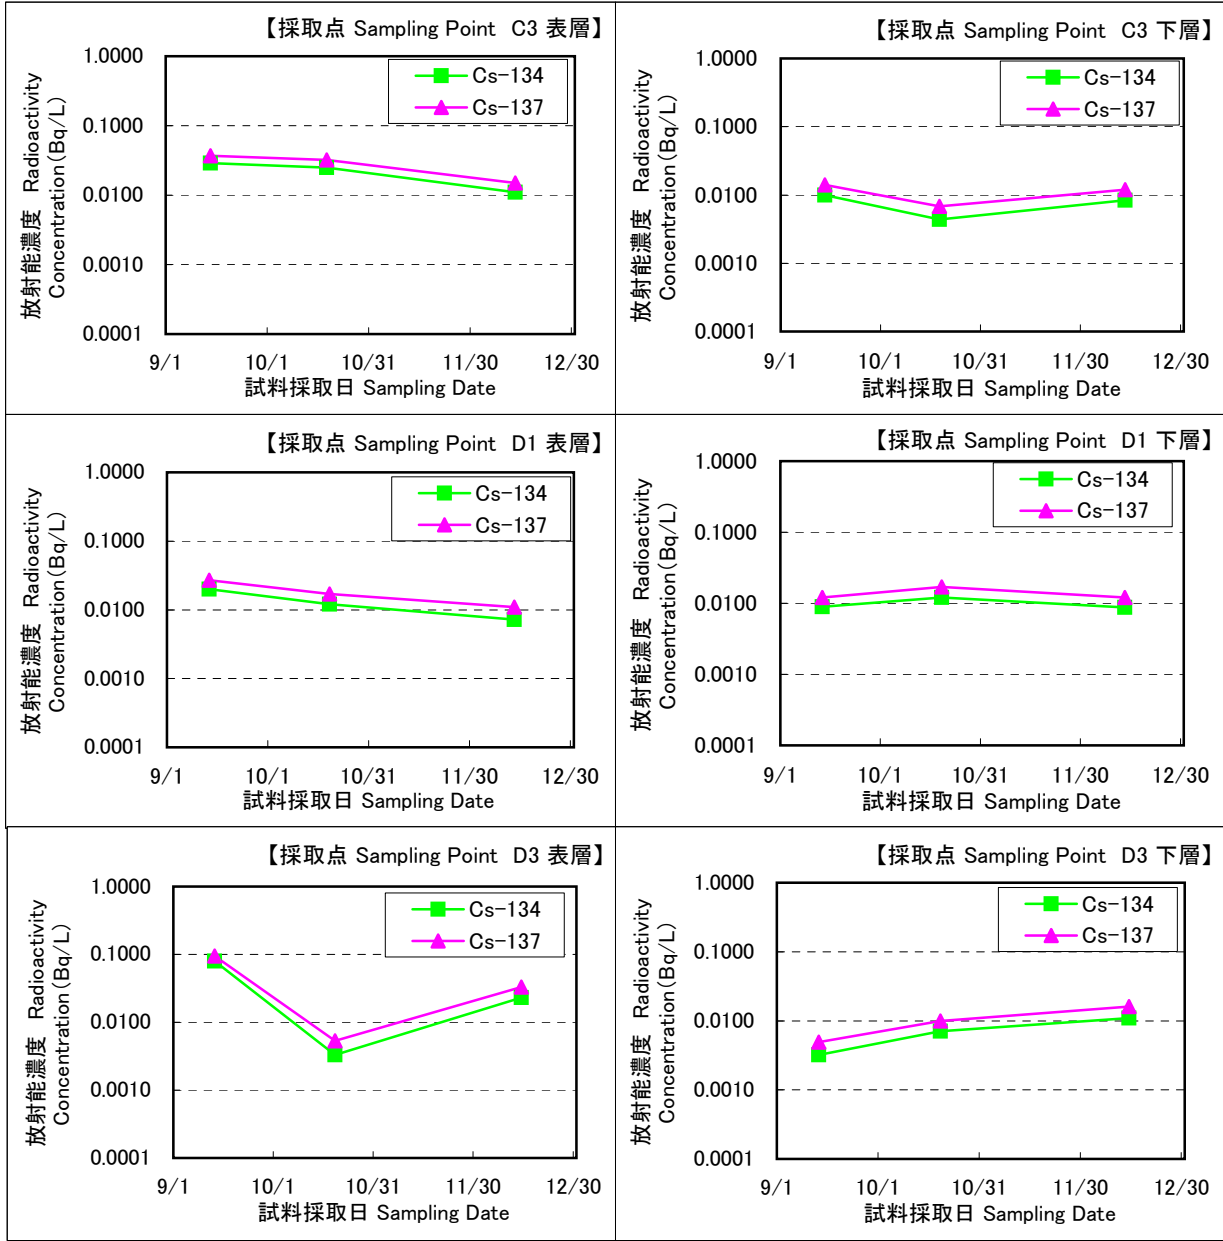 【採取点 Sampling Point C3 表層】
1.0000
0.1000
0.0100
0.0010
0.0001
Cs-134
Cs-137
放射能濃度 Radioactivity
Concentration(Bq/L)
9/1 10/1 10/31 11/30 12/30
試料採取日 Sampling Date
【採取点 Sampling Point C3 下層】
1.0000
0.1000
0.0100
0.0010
0.0001
Cs-134
Cs-137
放射能濃度 Radioactivity
Concentration(Bq/L)
9/1 10/1 10/31 11/30 12/30
試料採取日 Sampling Date
【採取点 Sampling Point D1 表層】
1.0000
0.1000
0.0100
0.0010
0.0001
Cs-134
Cs-137
放射能濃度 Radioactivity
Concentration(Bq/L)
9/1 10/1 10/31 11/30 12/30
試料採取日 Sampling Date
【採取点 Sampling Point D1 下層】
1.0000
0.1000
0.0100
0.0010
0.0001
Cs-134
Cs-137
放射能濃度 Radioactivity
Concentration(Bq/L)
9/1 10/1 10/31 11/30 12/30
試料採取日 Sampling Date
【採取点 Sampling Point D3 表層】
1.0000
0.1000
0.0100
0.0010
0.0001
Cs-134
Cs-137
放射能濃度 Radioactivity
Concentration(Bq/L)
9/1 10/1 10/31 11/30 12/30
試料採取日 Sampling Date
【採取点 Sampling Point D3 下層】
1.0000
0.1000
0.0100
0.0010
0.0001
Cs-134
Cs-137
放射能濃度 Radioactivity
Concentration(Bq/L)
9/1 10/1 10/31 11/30 12/30
試料採取日 Sampling Date